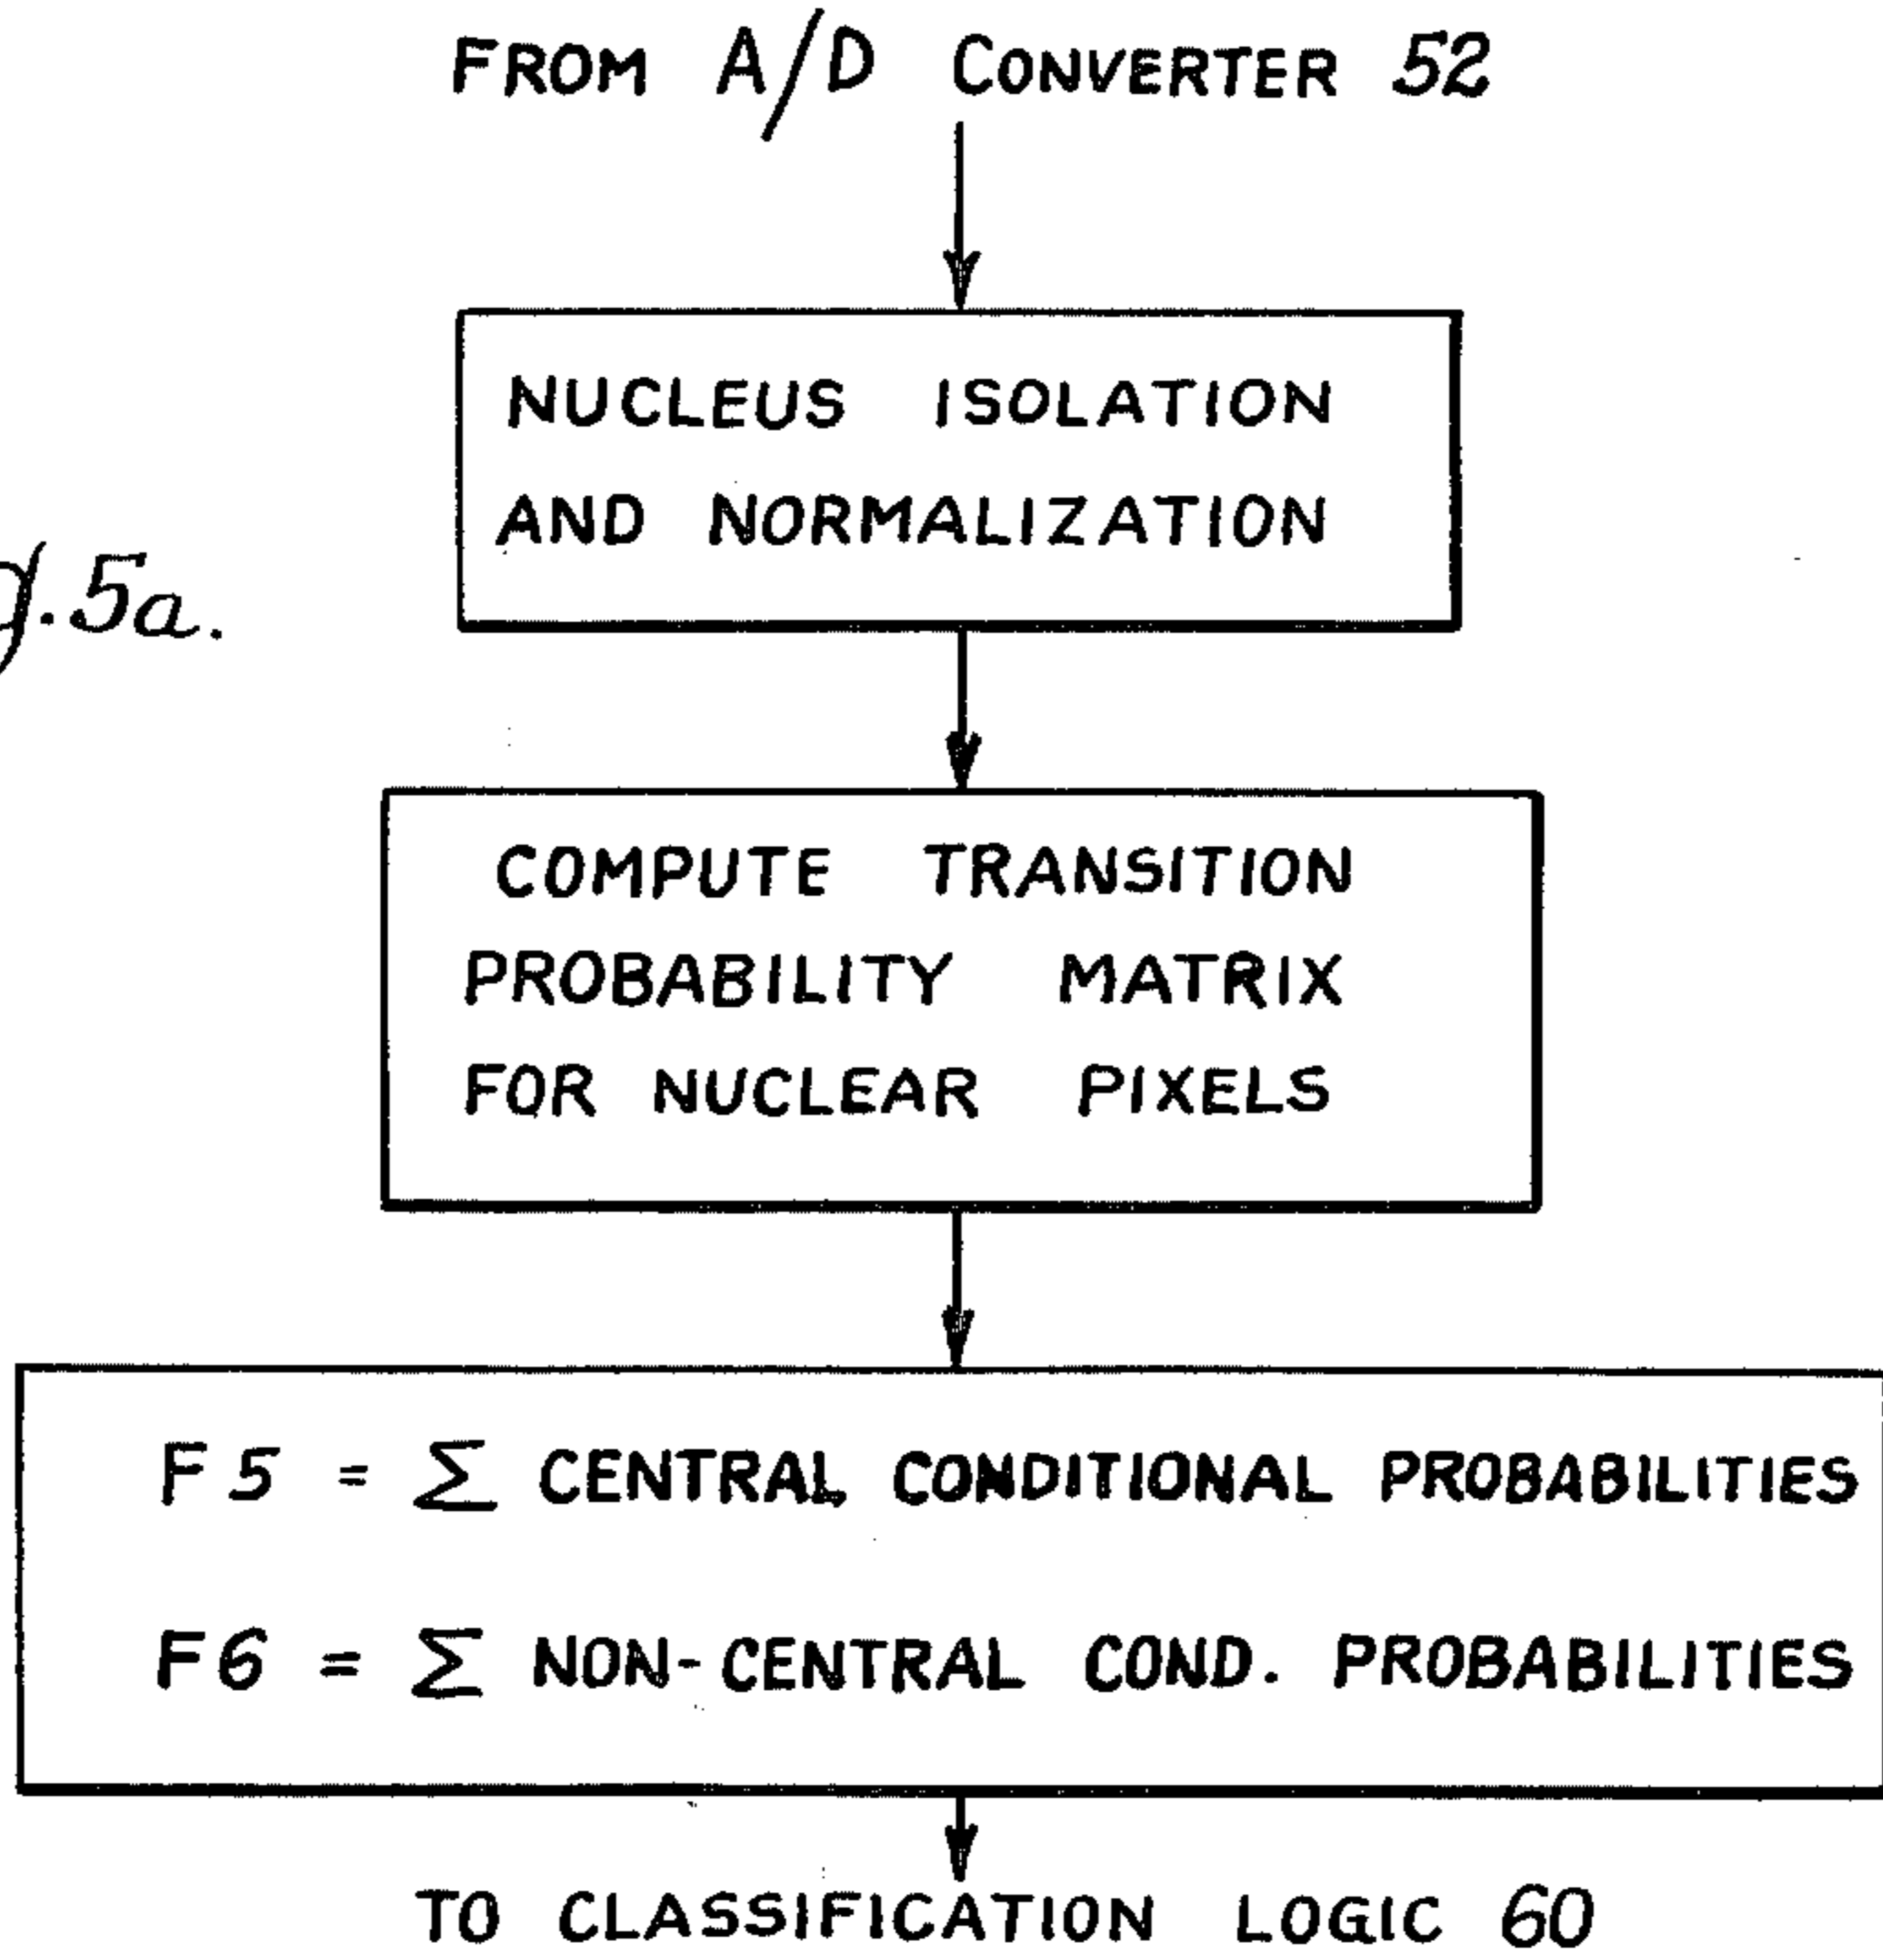 FROM A/D CONVERTER 52
NUCLEUS ISOLATION
AND NORMALIZATION
5a.
COMPUTE TRANSITION
PROBABILITY MATRIX
FOR NUCLEAR PIXELS
F5 = Σ CENTRAL CONDITIONAL PROBABILITIES
F6 = Σ NON-CENTRAL COND. PROBABILITIES
TO CLASSIFICATION LOGIC 60